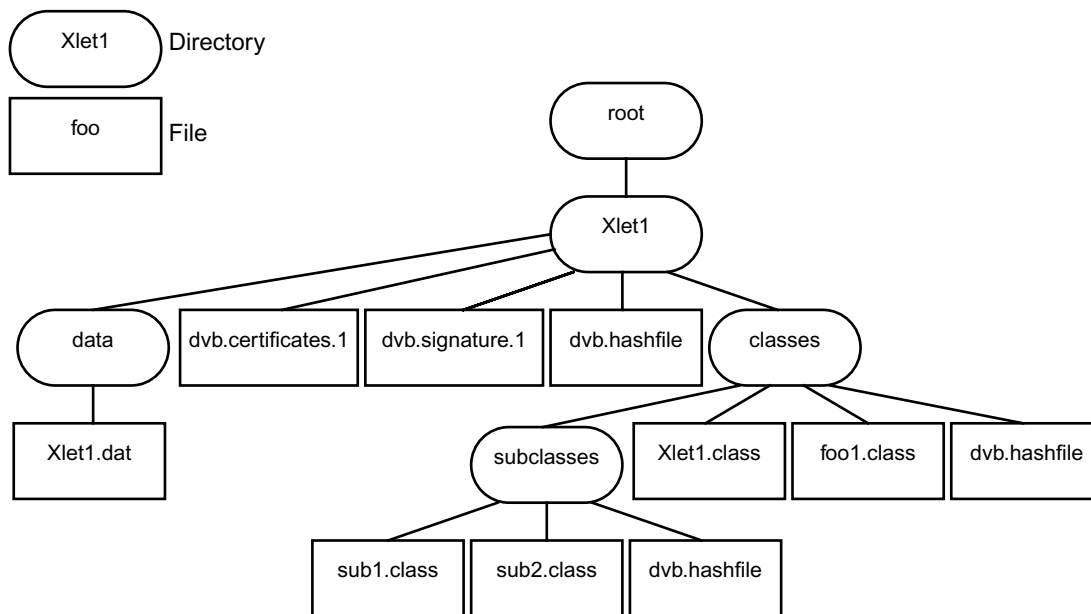 Xlet1
Directory
foo
File
root
Xlet1
data
dvb.certificates.1
dvb.signature.1
dvb.hashfile
classes
Xlet1.dat
subclasses
Xlet1.class
foo1.class
dvb.hashfile
sub1.class
sub2.class
dvb.hashfile